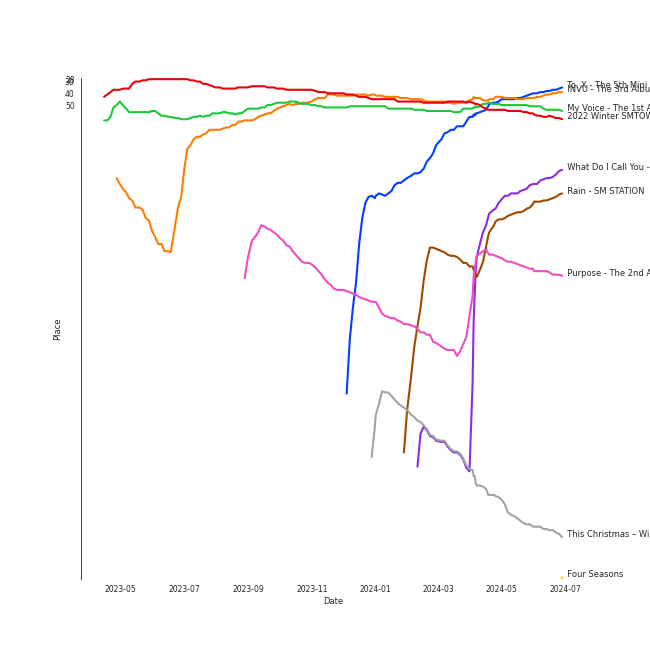 28
30
40
50
To. X - The 5th Mini
INVU - The 3rd Albu
My Voice - The 1st A
2022 Winter SMTOW
What Do I Call You -
Rain - SM STATION
Purpose - The 2nd A
This Christmas – Wi
Four Seasons
Place
2023-05 2023-07 2023-09 2023-11 2024-01 2024-03 2024-05 2024-07
Date